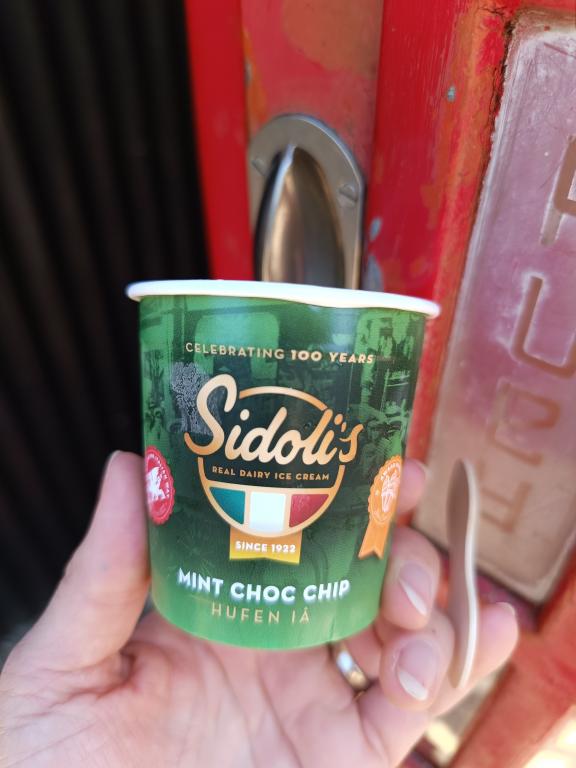 CELEBRATING 100 YEARS
Sidoli's
REAL DAIRY ICE CREAM
SINCE 1922
MINT CHOC CHIP
HUFEN IÂ